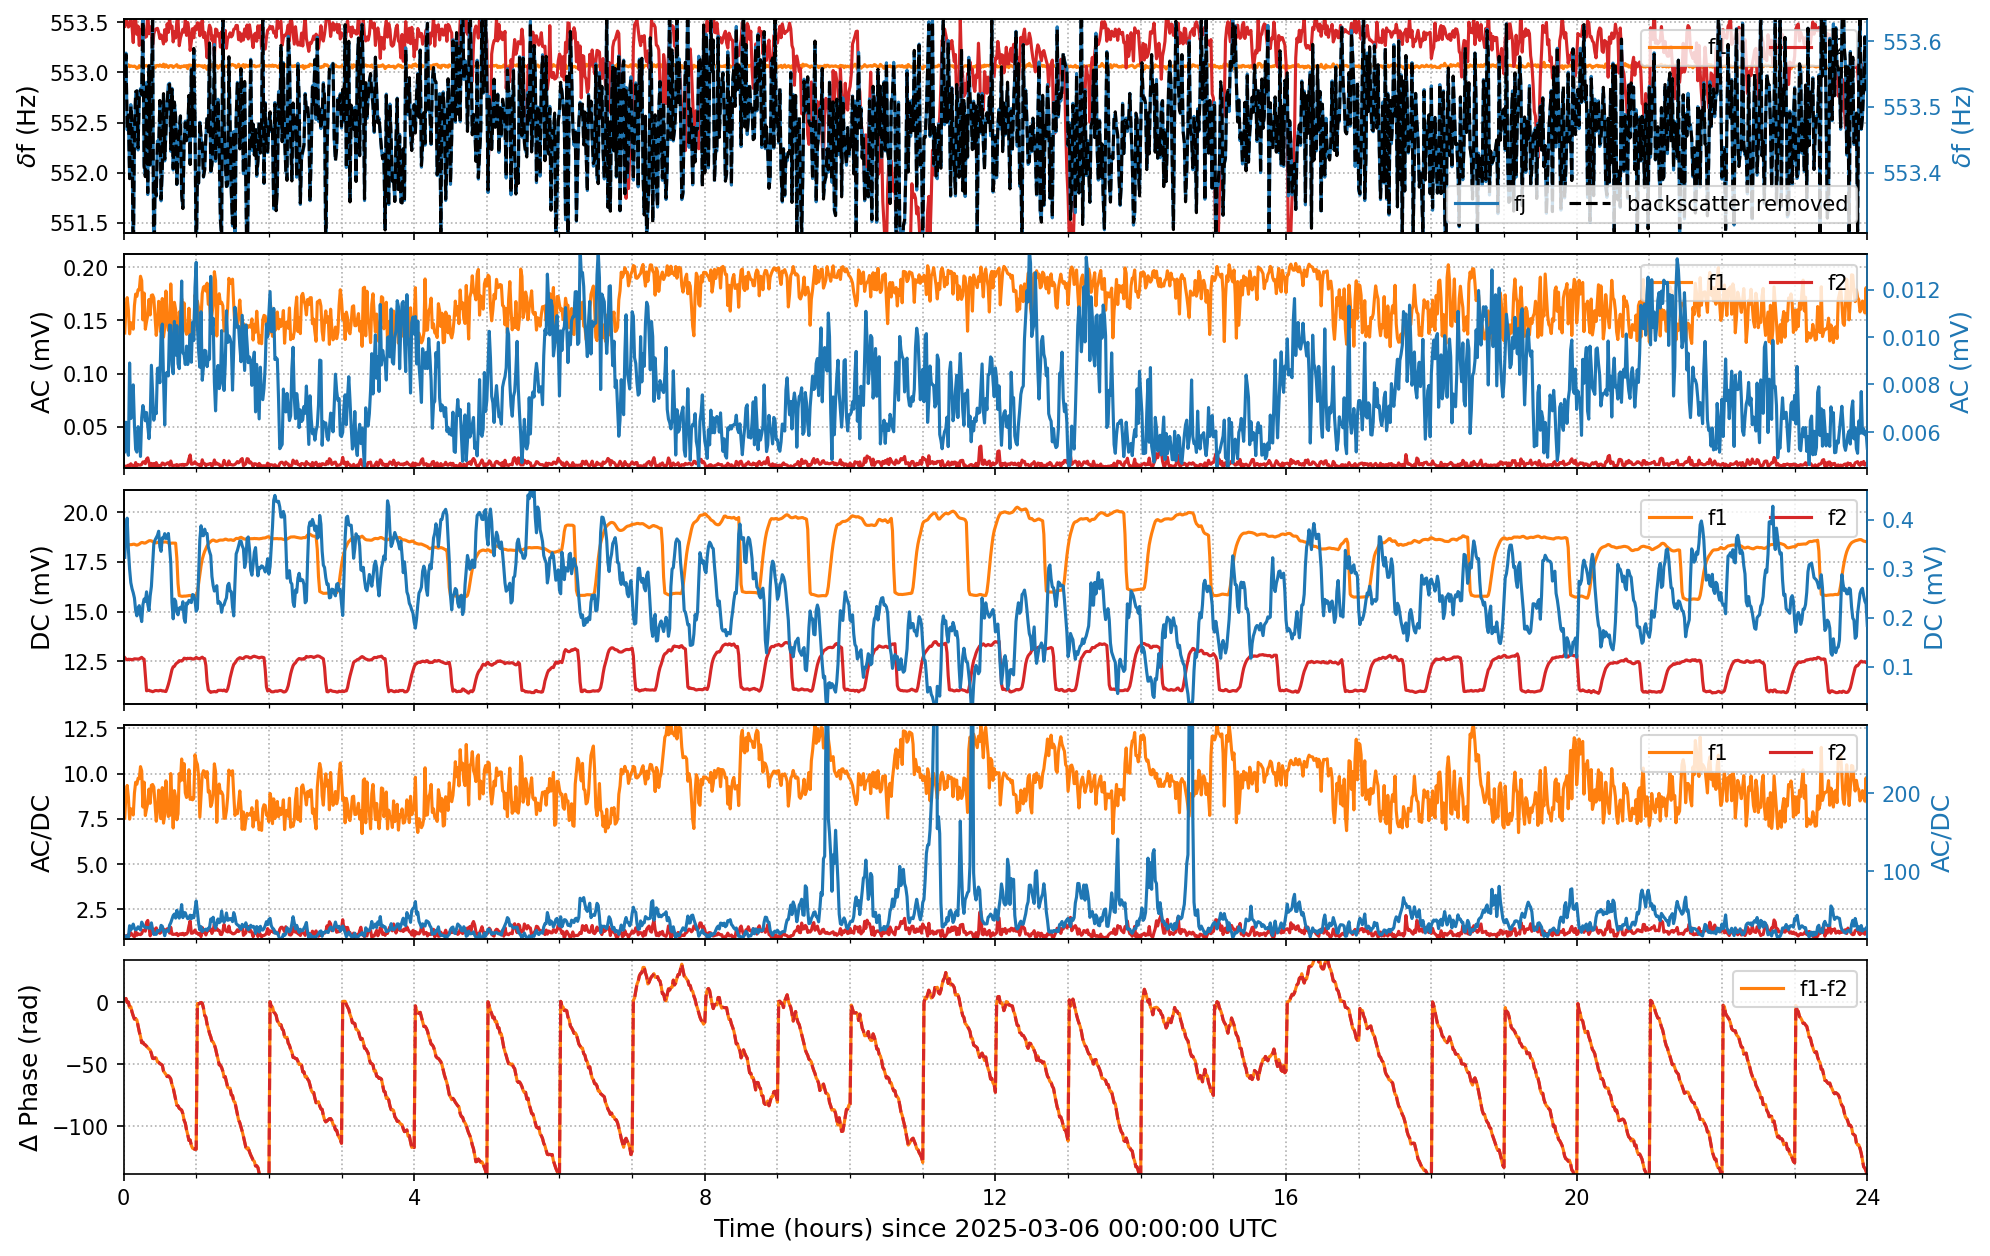 553.5
553.0
552.5
552.0
551.5
δf (Hz)
553.6
553.5
553.4
δf (Hz)
fj
backscatter removed
0.20
0.15
0.10
0.05
AC (mV)
f1
f2
0.012
0.010
0.008
0.006
AC (mV)
20.0
17.5
15.0
12.5
DC (mV)
f1
f2
0.4
0.3
0.2
0.1
DC (mV)
12.5
10.0
7.5
5.0
2.5
AC/DC
f1
f2
200
100
AC/DC
0
−50
−100
Δ Phase (rad)
f1-f2
0
4
8
12
16
20
24
Time (hours) since 2025-03-06 00:00:00 UTC